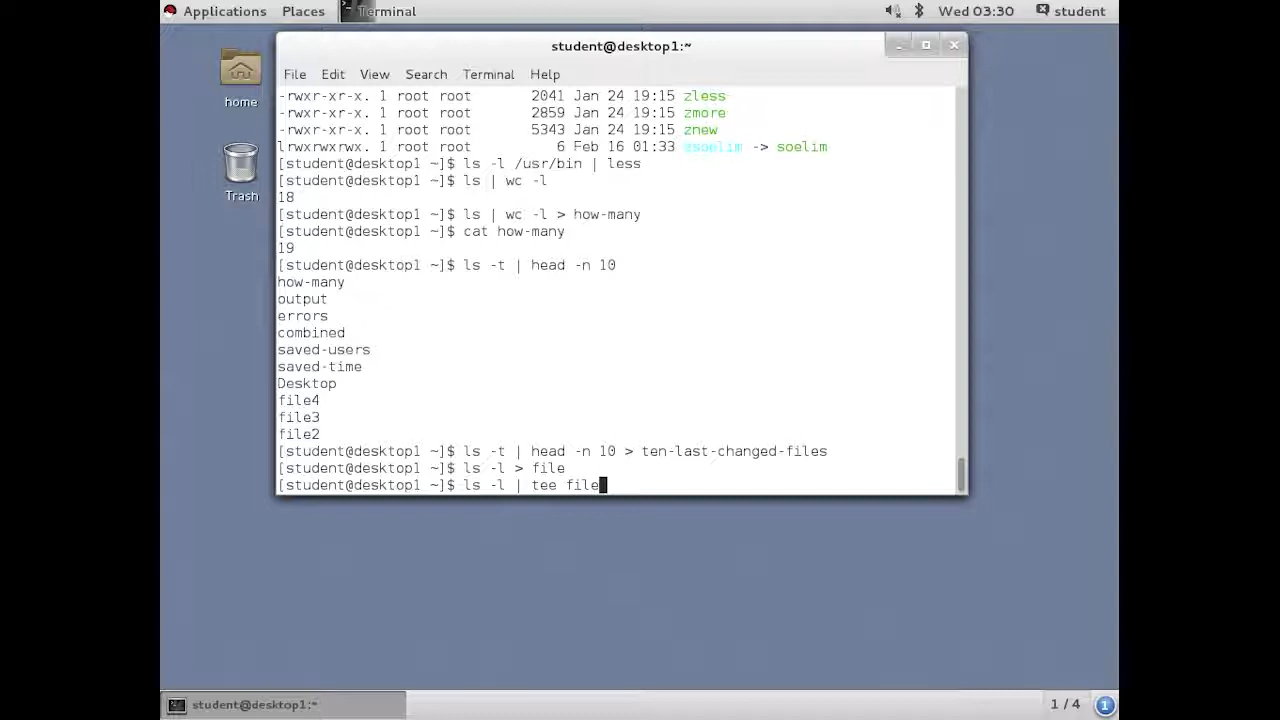 Applications Places Terminal Wed 03:30 student
student@desktop1:~
File Edit View Search Terminal Help
home
Trash
-rwxr-xr-x. 1 root root 2041 Jan 24 19:15 zless
-rwxr-xr-x. 1 root root 2859 Jan 24 19:15 zmore
-rwxr-xr-x. 1 root root 5343 Jan 24 19:15 znew
lrwxrwxrwx. 1 root root 6 Feb 16 01:33 zsoelim -> soelim
[student@desktop1 ~]$ ls -l /usr/bin | less
[student@desktop1 ~]$ ls | wc -l
18
[student@desktop1 ~]$ ls | wc -l > how-many
[student@desktop1 ~]$ cat how-many
19
[student@desktop1 ~]$ ls -t | head -n 10
how-many
output
errors
combined
saved-users
saved-time
Desktop
file4
file3
file2
[student@desktop1 ~]$ ls -t | head -n 10 > ten-last-changed-files
[student@desktop1 ~]$ ls -l > file
[student@desktop1 ~]$ ls -l | tee file
student@desktop1:~ 1 / 4 1